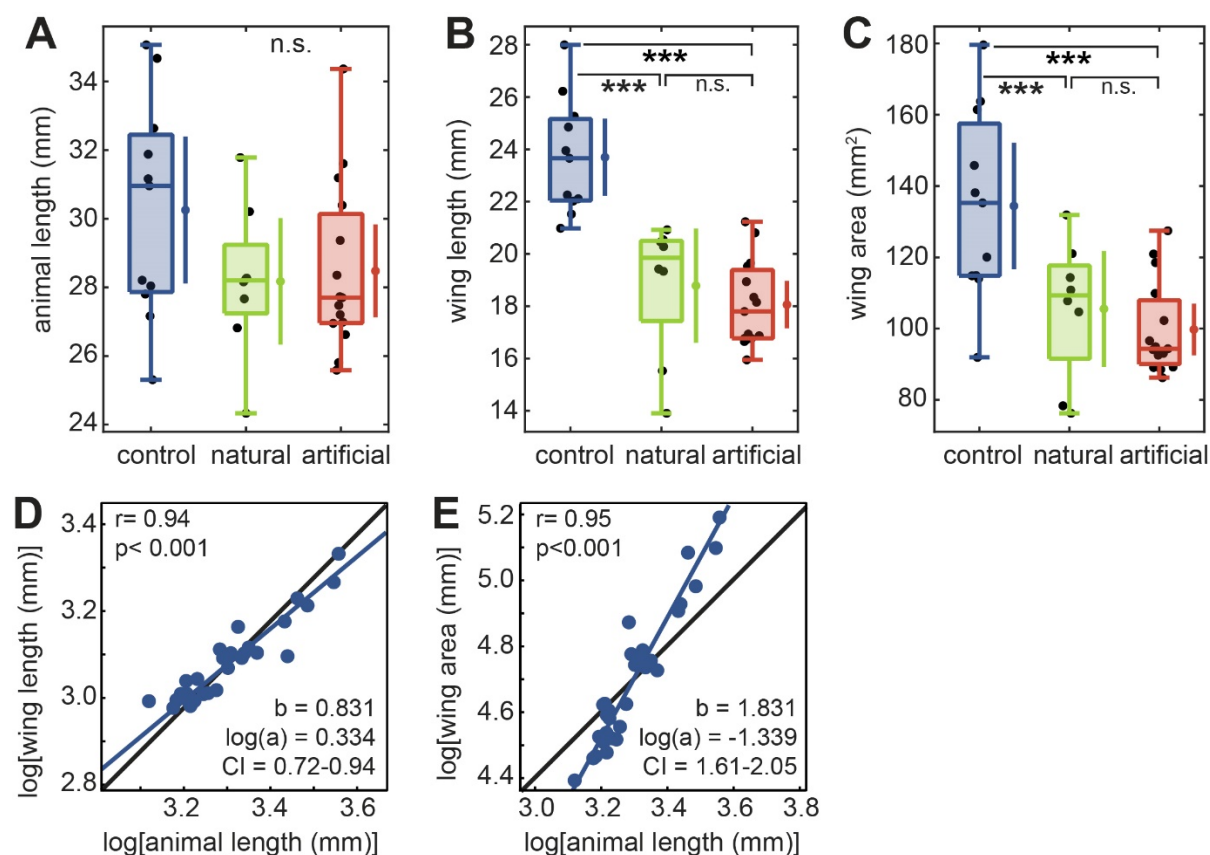 A
n.s.
animal length (mm)
34
32
30
28
26
24
control natural artificial
B
***
***
n.s.
wing length (mm)
28
26
24
22
20
18
16
14
control natural artificial
C
***
***
n.s.
wing area (mm²)
180
160
140
120
100
80
control natural artificial
D
r= 0.94
p< 0.001
log[wing length (mm)]
3.4
3.2
3.0
2.8
b = 0.831
log(a) = 0.334
CI = 0.72-0.94
3.2 3.4 3.6
log[animal length (mm)]
E
r= 0.95
p<0.001
log[wing area (mm)]
5.2
5.0
4.8
4.6
4.4
b = 1.831
log(a) = -1.339
CI = 1.61-2.05
3.0 3.2 3.4 3.6 3.8
log[animal length (mm)]